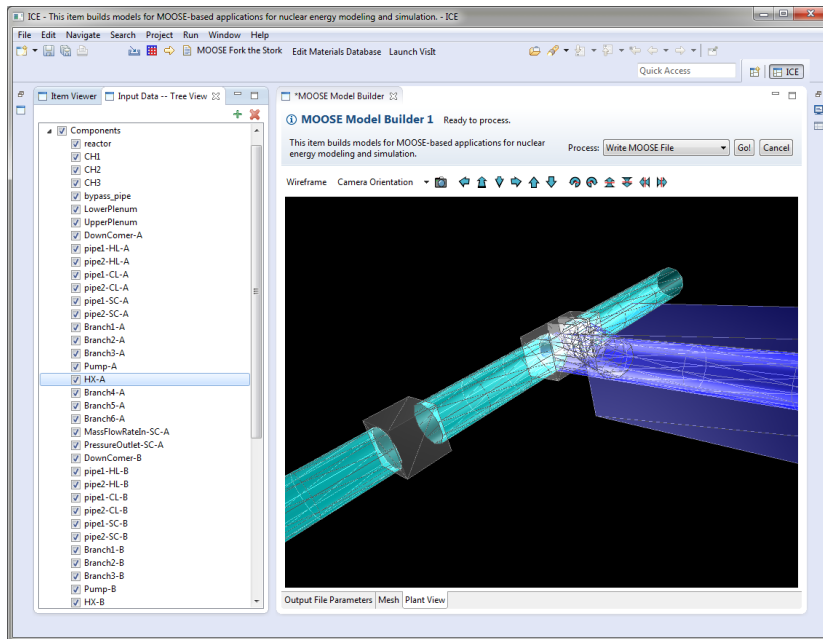 ICE - This item builds models for MOOSE-based applications for nuclear energy modeling and simulation. - ICE
File Edit Navigate Search Project Run Window Help
MOOSE Fork the Stork Edit Materials Database Launch VisIt
Quick Access
ICE
Item Viewer Input Data -- Tree View
Components
reactor
CH1
CH2
CH3
bypass_pipe
LowerPlenum
UpperPlenum
DownComer-A
pipe1-HL-A
pipe2-HL-A
pipe1-CL-A
pipe2-CL-A
pipe1-SC-A
pipe2-SC-A
Branch1-A
Branch2-A
Branch3-A
Pump-A
HX-A
Branch4-A
Branch5-A
Branch6-A
MassFlowRateIn-SC-A
PressureOutlet-SC-A
DownComer-B
pipe1-HL-B
pipe2-HL-B
pipe1-CL-B
pipe2-CL-B
pipe1-SC-B
pipe2-SC-B
Branch1-B
Branch2-B
Branch3-B
Pump-B
HX-B
*MOOSE Model Builder
MOOSE Model Builder 1 Ready to process.
This item builds models for MOOSE-based applications for nuclear
energy modeling and simulation.
Process: Write MOOSE File Go! Cancel
Wireframe Camera Orientation
Output File Parameters Mesh Plant View